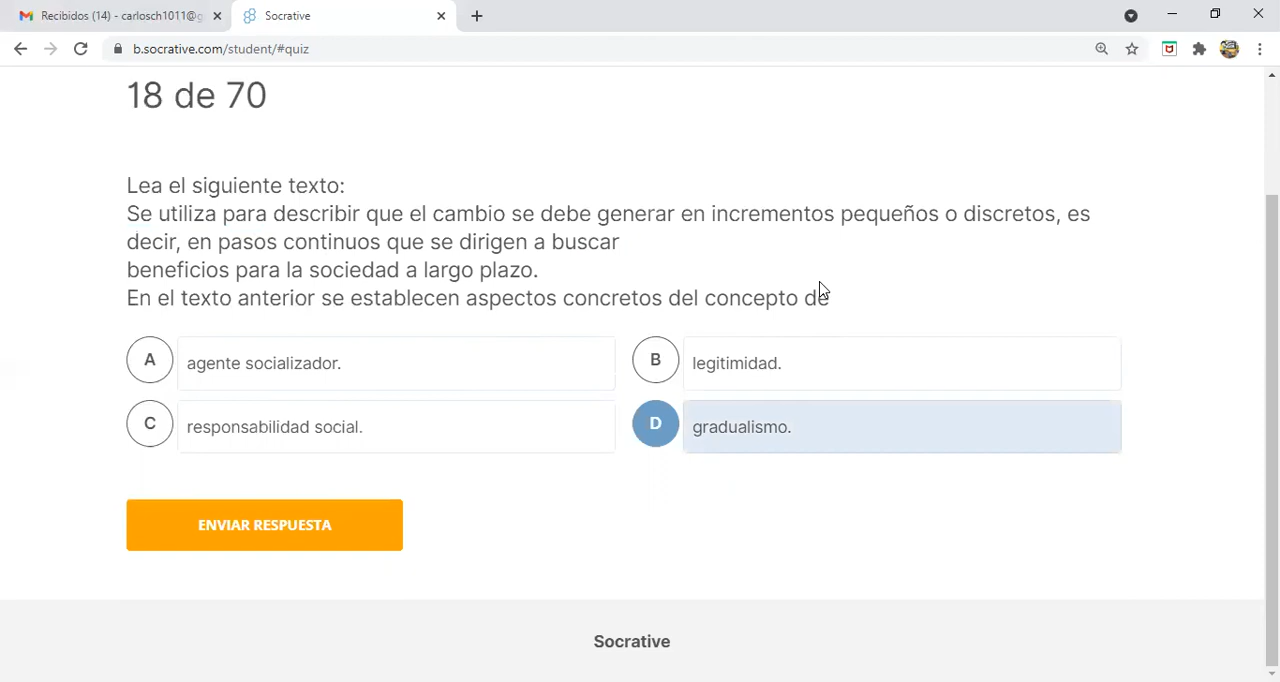 Recibidos (14) - carlosch1011@g
Socrative
b.socrative.com/student/#quiz
18 de 70
Lea el siguiente texto:
Se utiliza para describir que el cambio se debe generar en incrementos pequeños o discretos, es
decir, en pasos continuos que se dirigen a buscar
beneficios para la sociedad a largo plazo.
En el texto anterior se establecen aspectos concretos del concepto de
A agente socializador.
B legitimidad.
C responsabilidad social.
D gradualismo.
ENVIAR RESPUESTA
Socrative